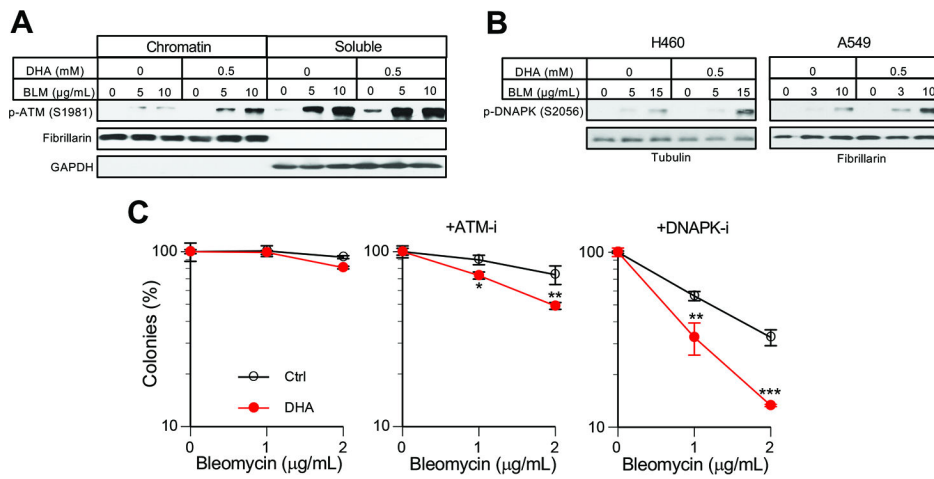 A
Chromatin Soluble
DHA (mM) 0 0.5 0 0.5
BLM (μg/mL) 0 5 10 0 5 10 0 5 10 0 5 10
p-ATM (S1981)
Fibrillarin
GAPDH
B
H460 A549
DHA (mM) 0 0.5 0 0.5
BLM (μg/mL) 0 5 15 0 5 15 0 3 10 0 3 10
p-DNAPK (S2056)
Tubulin Fibrillarin
C
+ATM-i +DNAPK-i
100 100 100
* ** ** ***
Colonies (%)
Ctrl
DHA
10 10 10
0 1 2 0 1 2 0 1 2
Bleomycin (μg/mL) Bleomycin (μg/mL) Bleomycin (μg/mL)